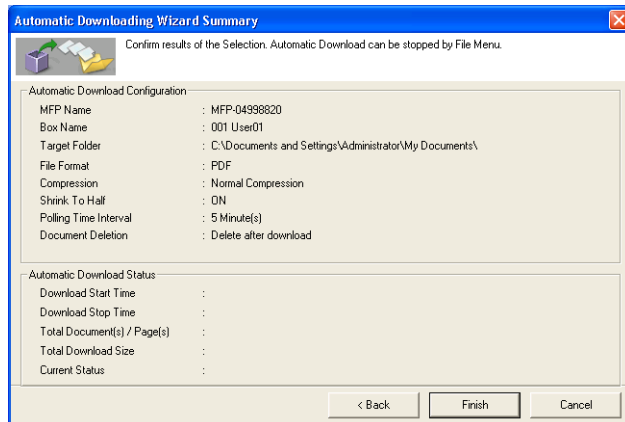 Automatic Downloading Wizard Summary
Confirm results of the Selection. Automatic Download can be stopped by File Menu.
Automatic Download Configuration
MFP Name : MFP-04998820
Box Name : 001 User01
Target Folder : C:\Documents and Settings\Administrator\My Documents\
File Format : PDF
Compression : Normal Compression
Shrink To Half : ON
Polling Time Interval : 5 Minute(s)
Document Deletion : Delete after download
Automatic Download Status
Download Start Time :
Download Stop Time :
Total Document(s) / Page(s) :
Total Download Size :
Current Status :
< Back Finish Cancel